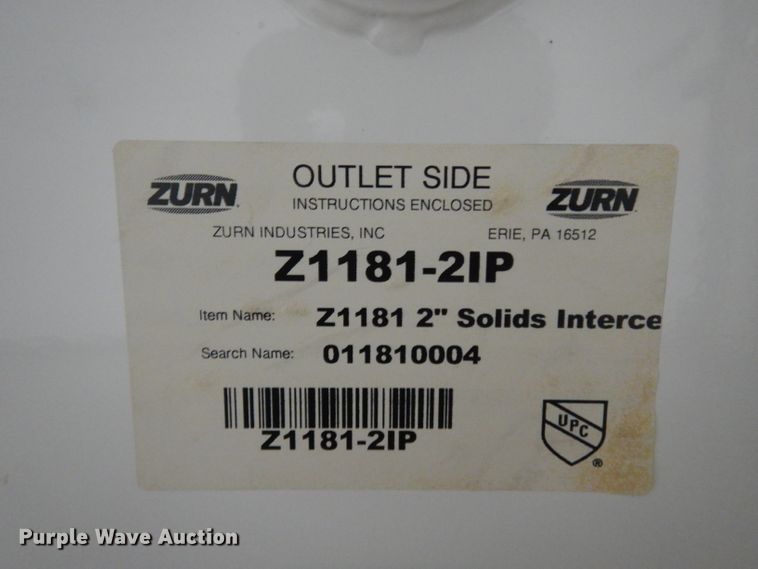 ZURN
OUTLET SIDE
ZURN
INSTRUCTIONS ENCLOSED
ZURN INDUSTRIES, INC ERIE, PA 16512
Z1181-2IP
Item Name: Z1181 2" Solids Interce
Search Name: 011810004
Z1181-2IP
UPC
®
Purple Wave Auction